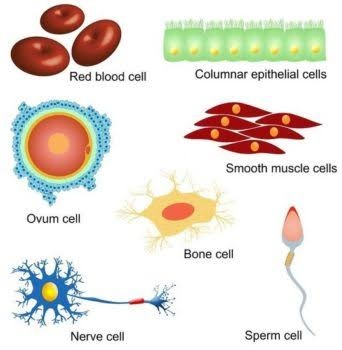 Red blood cell
Columnar epithelial cells
Ovum cell
Smooth muscle cells
Bone cell
Nerve cell
Sperm cell